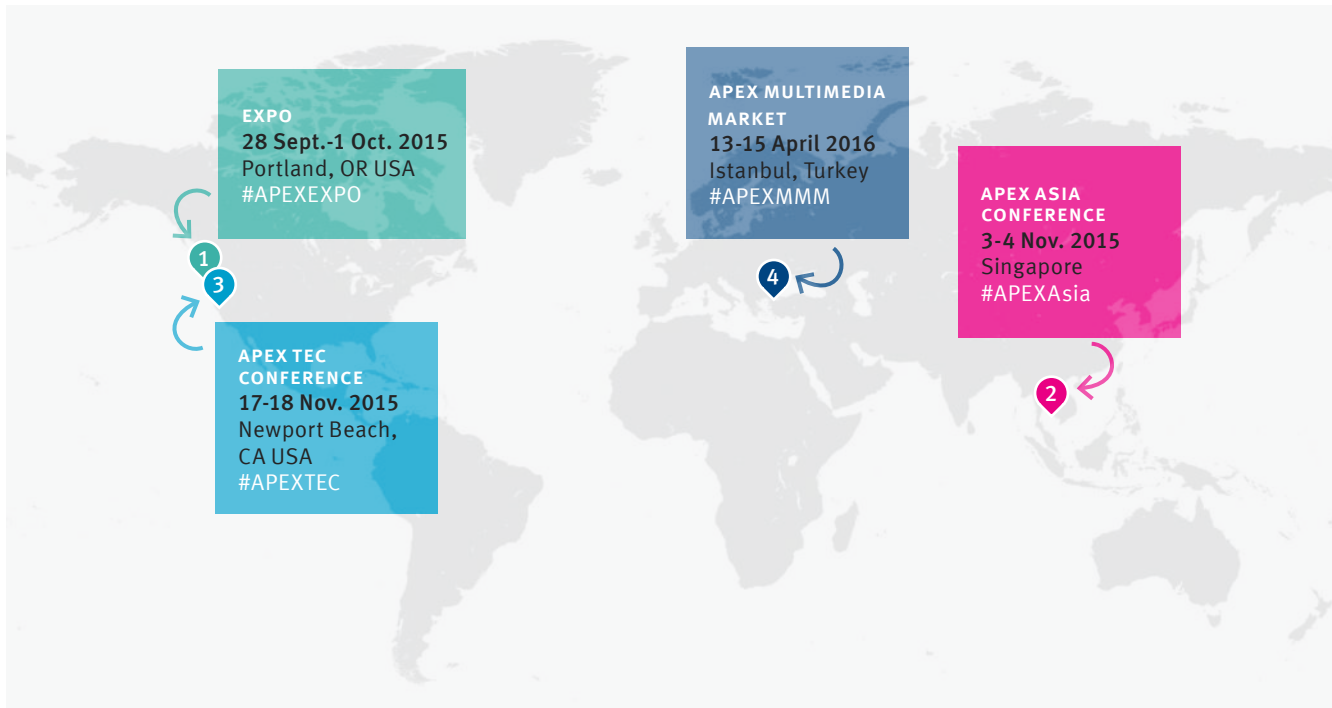 EXPO
28 Sept.-1 Oct. 2015
Portland, OR USA
#APEXEXPO
1
3
APEX TEC
CONFERENCE
17-18 Nov. 2015
Newport Beach,
CA USA
#APEXTEC
APEX MULTIMEDIA
MARKET
13-15 April 2016
Istanbul, Turkey
#APEXMMM
4
APEX ASIA
CONFERENCE
3-4 Nov. 2015
Singapore
#APEXAsia
2